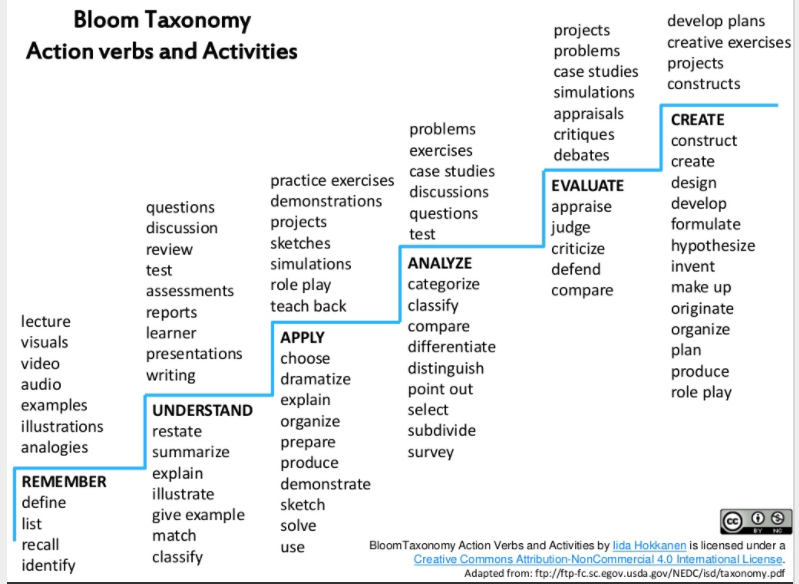 Bloom Taxonomy
Action verbs and Activities
lecture
visuals
video
audio
examples
illustrations
analogies
REMEMBER
define
list
recall
identify
questions
discussion
review
test
assessments
reports
learner
presentations
writing
UNDERSTAND
restate
summarize
explain
illustrate
give example
match
classify
practice exercises
demonstrations
projects
sketches
simulations
role play
teach back
APPLY
choose
dramatize
explain
organize
prepare
produce
demonstrate
sketch
solve
use
problems
exercises
case studies
discussions
questions
test
ANALYZE
categorize
classify
compare
differentiate
distinguish
point out
select
subdivide
survey
projects
problems
case studies
simulations
appraisals
critiques
debates
EVALUATE
appraise
judge
criticize
defend
compare
develop plans
creative exercises
projects
constructs
CREATE
construct
create
design
develop
formulate
hypothesize
invent
make up
originate
organize
plan
produce
role play
cc
BY NC
BloomTaxonomy Action Verbs and Activities by Iida Hokkanen is licensed under a
Creative Commons Attribution-NonCommercial 4.0 International License.
Adapted from: ftp://ftp-fc.sc.egov.usda.gov/NEDC/isd/taxonomy.pdf